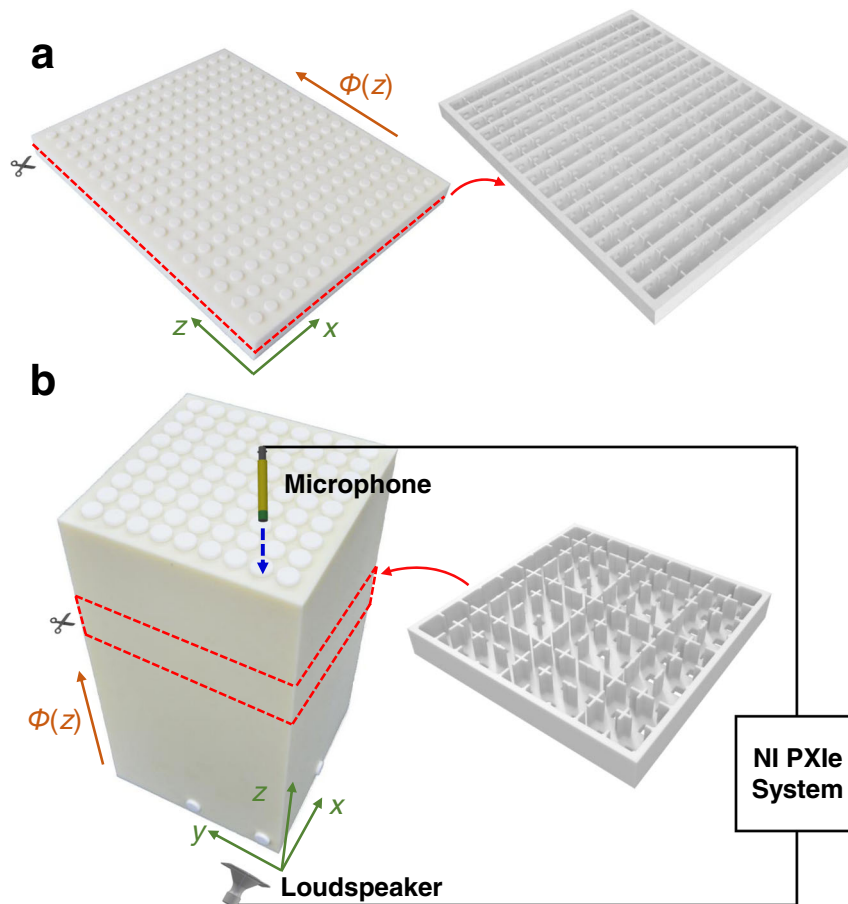 a
Φ(z)
z
x
b
Microphone
Φ(z)
NI PXIe
System
z
x
y
Loudspeaker